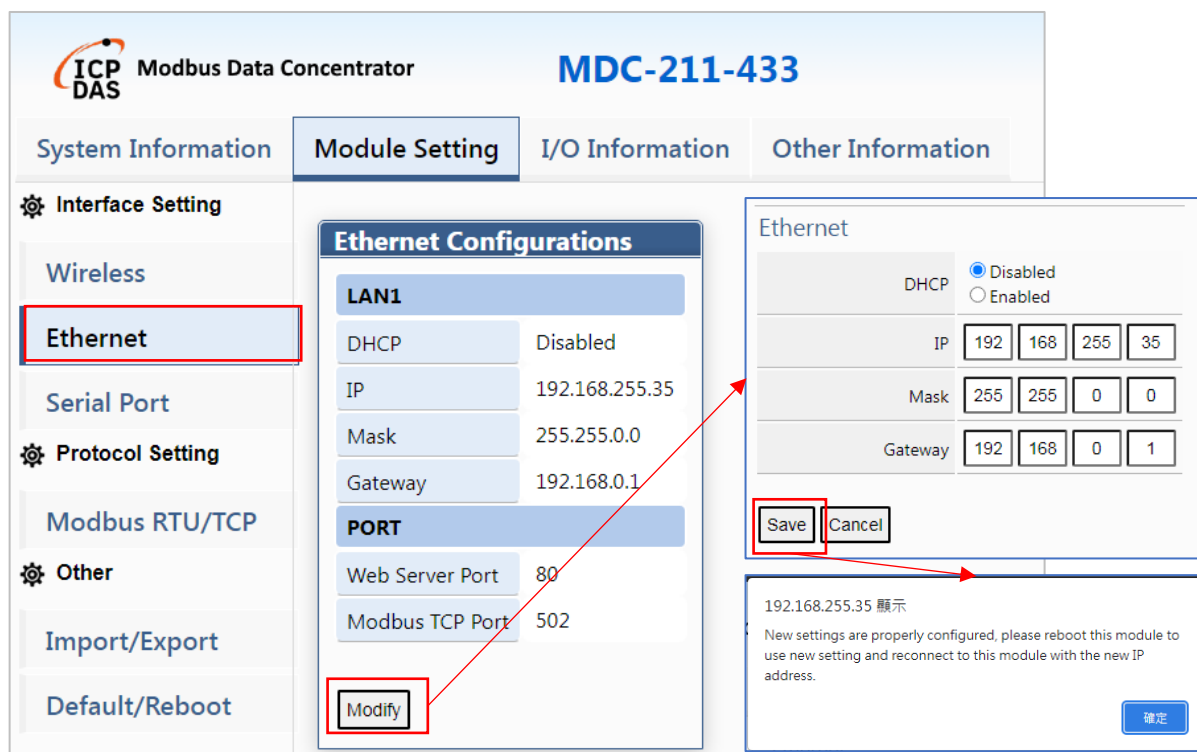 ICP
DAS
Modbus Data Concentrator
MDC-211-433
System Information
Module Setting
I/O Information
Other Information
Interface Setting
Wireless
Ethernet
Serial Port
Protocol Setting
Modbus RTU/TCP
Other
Import/Export
Default/Reboot
Ethernet Configurations
LAN1
DHCP Disabled
IP 192.168.255.35
Mask 255.255.0.0
Gateway 192.168.0.1
PORT
Web Server Port 80
Modbus TCP Port 502
Modify
Ethernet
DHCP Disabled
Enabled
IP 192 168 255 35
Mask 255 255 0 0
Gateway 192 168 0 1
Save Cancel
192.168.255.35 顯示
New settings are properly configured, please reboot this module to
use new setting and reconnect to this module with the new IP
address.
確定